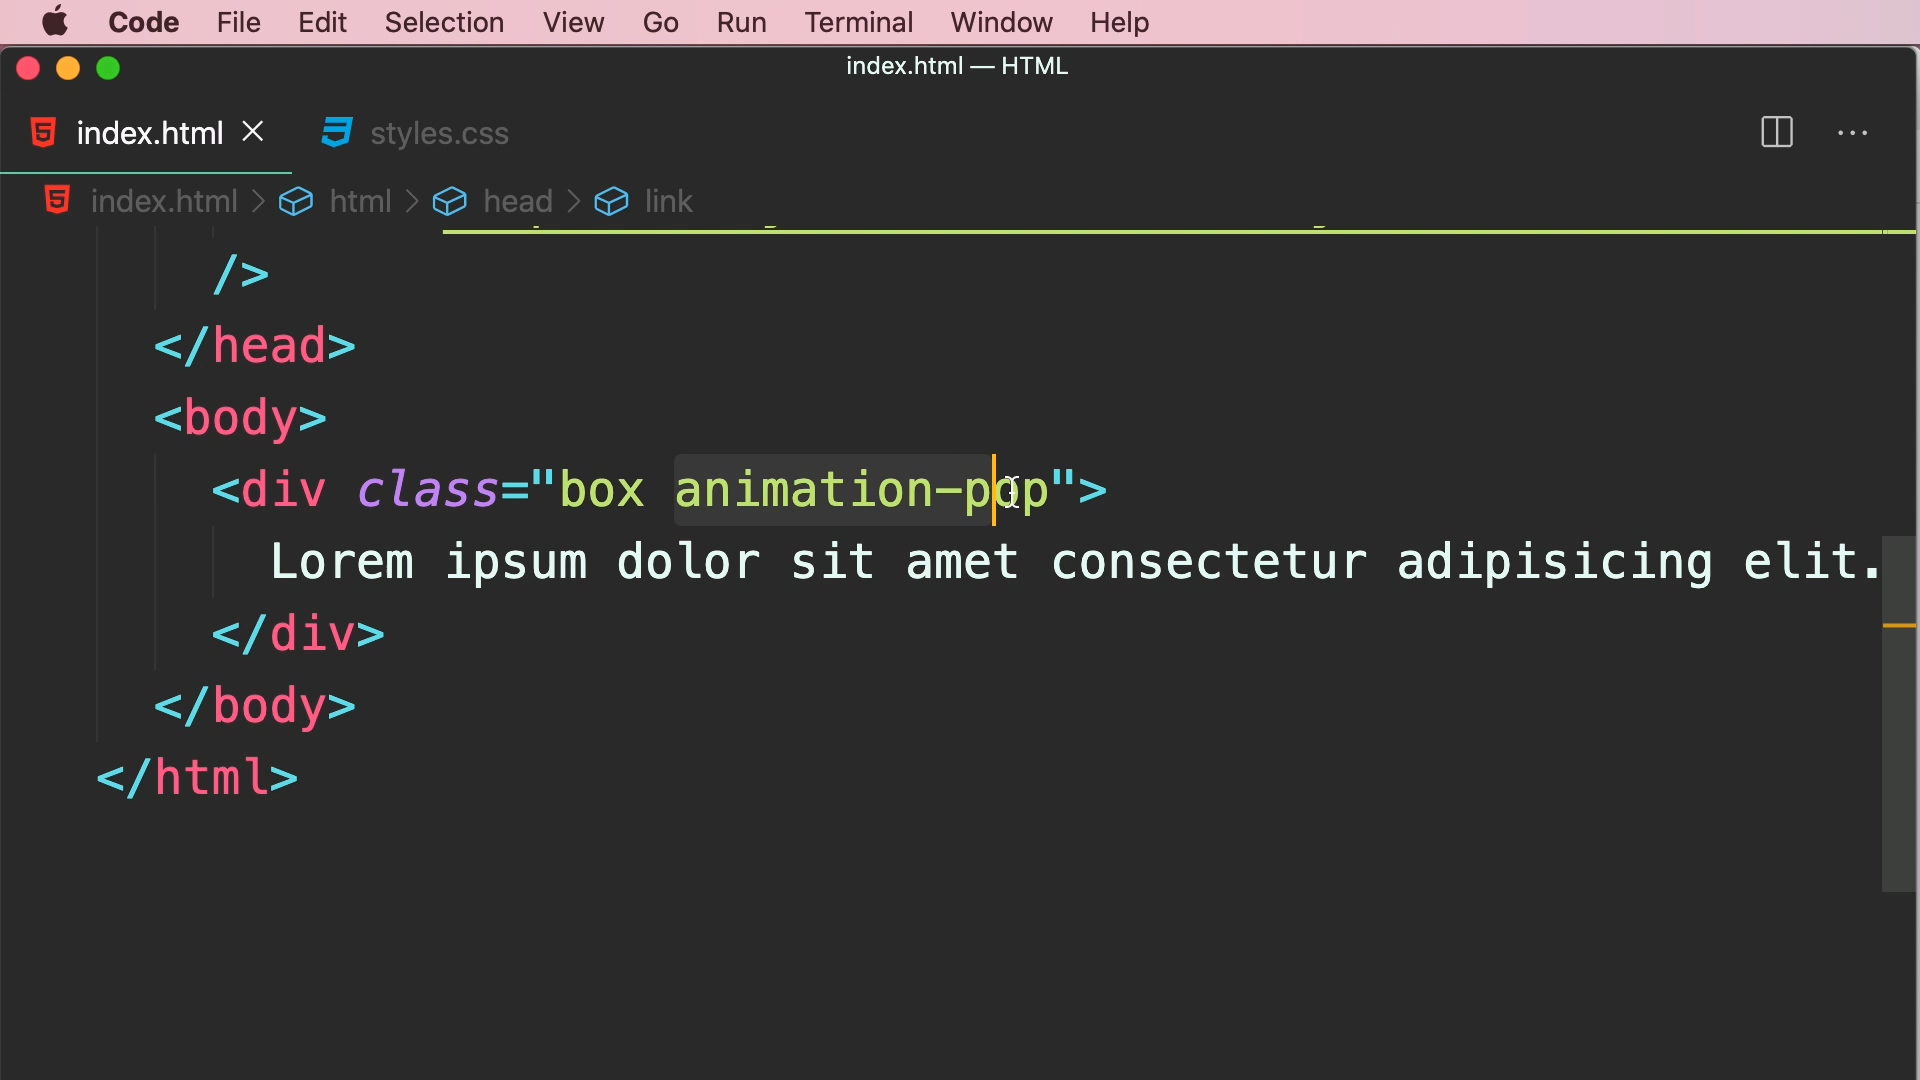 Code File Edit Selection View Go Run Terminal Window Help
index.html — HTML
index.html styles.css
index.html > html > head > link
/>
</head>
<body>
<div class="box animation-pop">
Lorem ipsum dolor sit amet consectetur adipisicing elit.
</div>
</body>
</html>